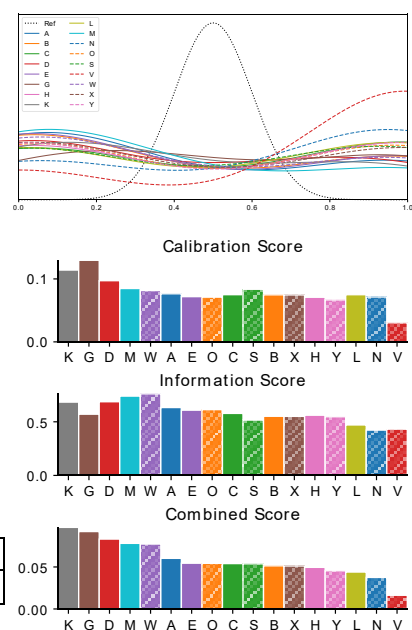 Ref
A
B
C
D
E
G
H
K
L
M
N
O
S
V
W
X
Y
0.0 0.2 0.4 0.6 0.8 1.0
Calibration Score
0.1
0.0
K G D M W A E O C S B X H Y L N V
Information Score
0.5
0.0
K G D M W A E O C S B X H Y L N V
Combined Score
0.05
0.00
K G D M W A E O C S B X H Y L N V